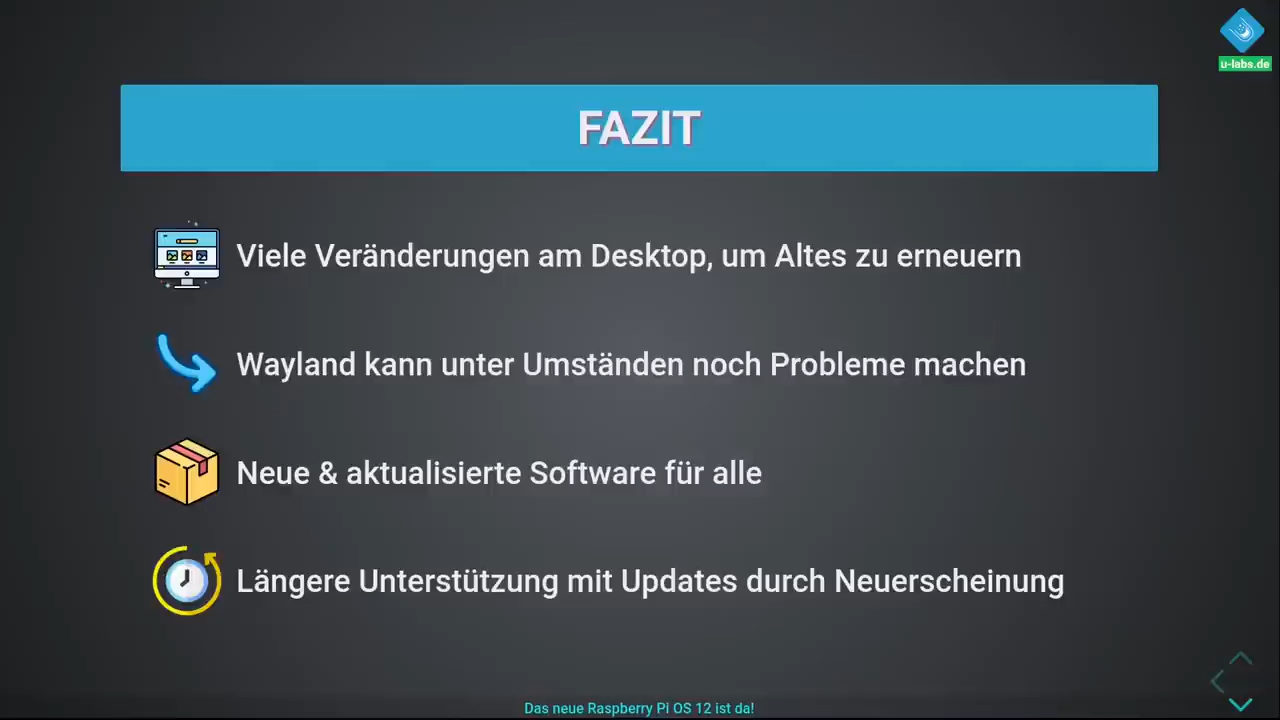 u-labs.de
FAZIT
Viele Veränderungen am Desktop, um Altes zu erneuern
Wayland kann unter Umständen noch Probleme machen
Neue & aktualisierte Software für alle
Längere Unterstützung mit Updates durch Neuerscheinung
Das neue Raspberry Pi OS 12 ist da!